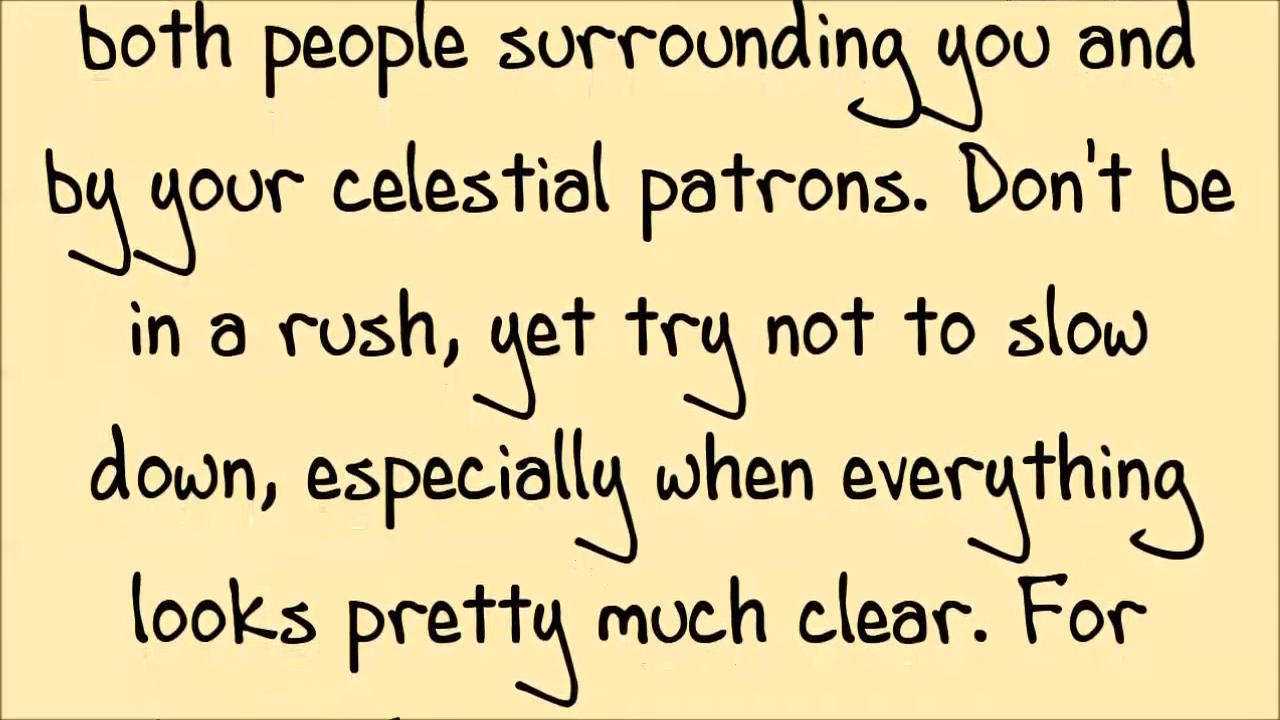 both people surrounding you and
by your celestial patrons. Don't be
in a rush, yet try not to slow
down, especially when everything
looks pretty much clear. For